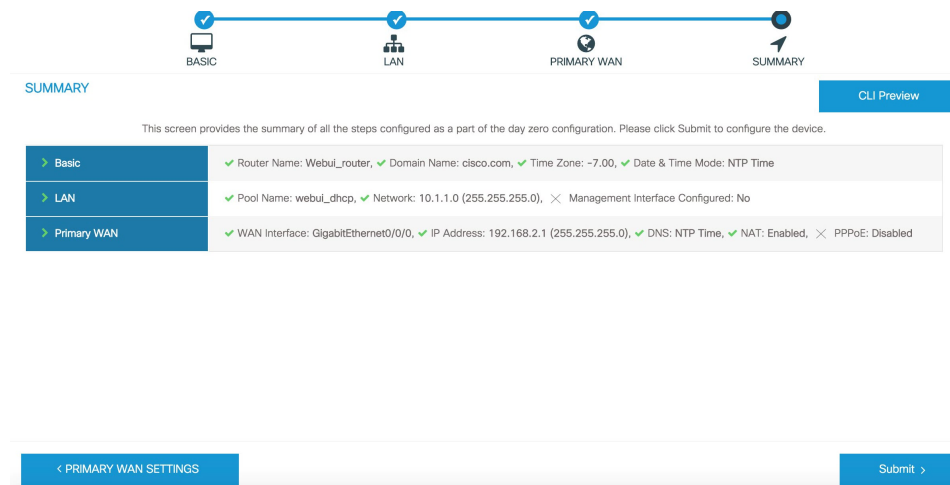 BASIC LAN PRIMARY WAN SUMMARY
SUMMARY
CLI Preview
This screen provides the summary of all the steps configured as a part of the day zero configuration. Please click Submit to configure the device.
> Basic ✓ Router Name: Webui_router, ✓ Domain Name: cisco.com, ✓ Time Zone: -7.00, ✓ Date & Time Mode: NTP Time
> LAN ✓ Pool Name: webui_dhcp, ✓ Network: 10.1.1.0 (255.255.255.0), ✕ Management Interface Configured: No
> Primary WAN ✓ WAN Interface: GigabitEthernet0/0/0, ✓ IP Address: 192.168.2.1 (255.255.255.0), ✓ DNS: NTP Time, ✓ NAT: Enabled, ✕ PPPoE: Disabled
< PRIMARY WAN SETTINGS Submit >